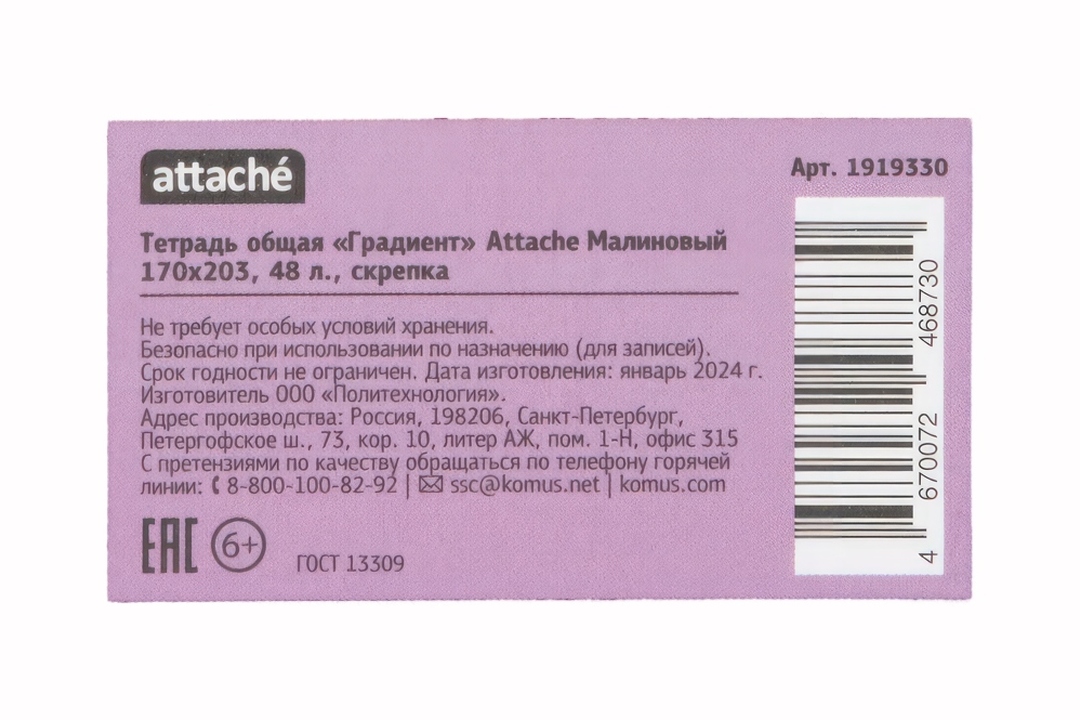 attaché
Арт. 1919330
Тетрадь общая «Градиент» Attache Малиновый
170x203, 48 л., скрепка
Не требует особых условий хранения.
Безопасно при использовании по назначению (для записей).
Срок годности не ограничен. Дата изготовления: январь 2024 г.
Изготовитель ООО «Политехнология».
Адрес производства: Россия, 198206, Санкт-Петербург,
Петергофское ш., 73, кор. 10, литер АЖ, пом. 1-Н, офис 315
С претензиями по качеству обращаться по телефону горячей
линии: 8-800-100-82-92 | ssc@komus.net | komus.com
EAC 6+ ГОСТ 13309
4 670072 468730